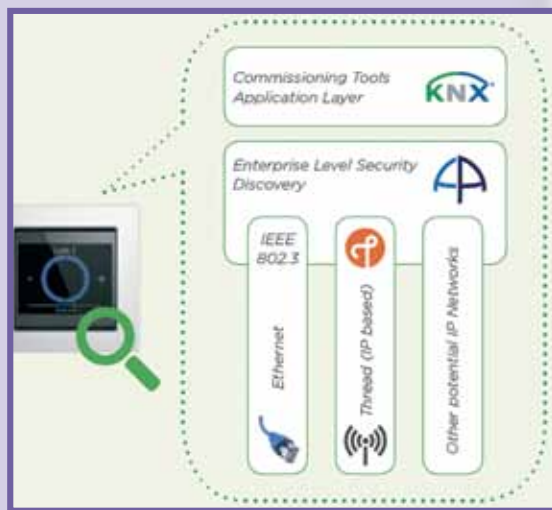 Commissioning Tools
Application Layer
KNX
Enterprise Level Security
Discovery
IEEE
802.3
Ethernet
Thread (IP based)
Other potential IP Networks